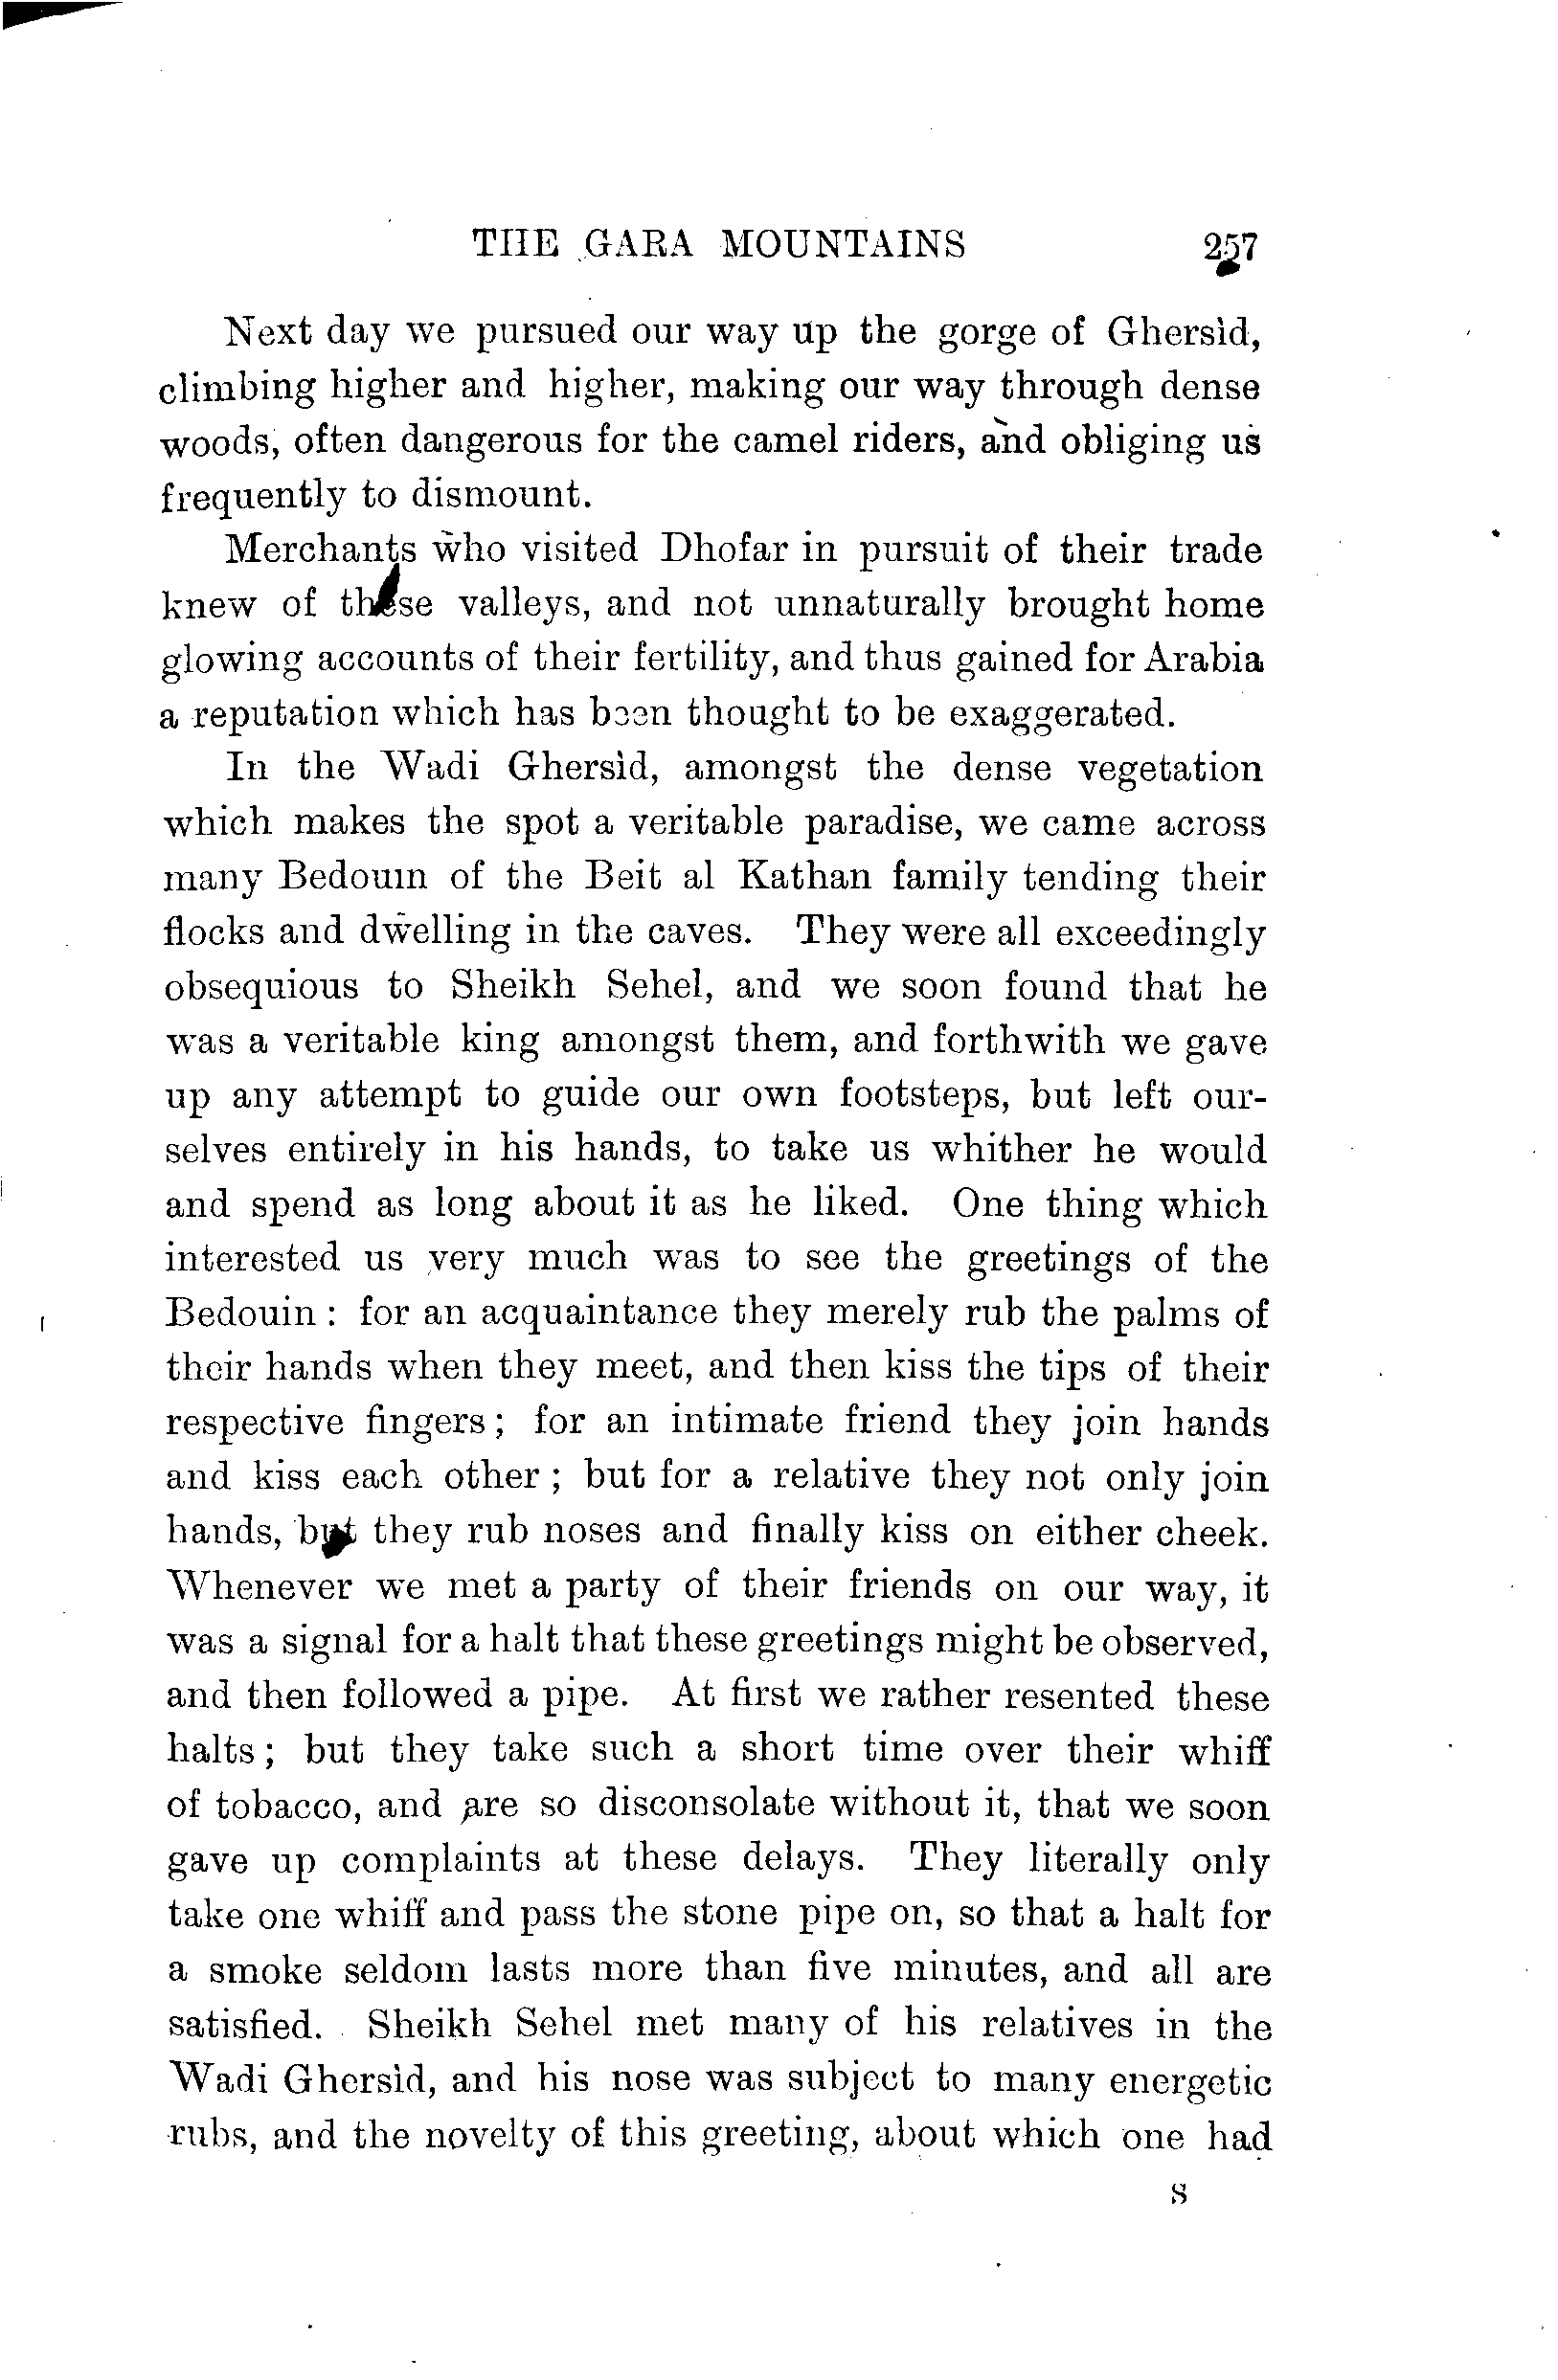 THE GARA MOUNTAINS 257
Next day we pursued our way up the gorge of Ghersìd,
climbing higher and higher, making our way through dense
woods, often dangerous for the camel riders, and obliging us
frequently to dismount.
Merchants who visited Dhofar in pursuit of their trade
knew of these valleys, and not unnaturally brought home
glowing accounts of their fertility, and thus gained for Arabia
a reputation which has been thought to be exaggerated.
In the Wadi Ghersìd, amongst the dense vegetation
which makes the spot a veritable paradise, we came across
many Bedouin of the Beit al Kathan family tending their
flocks and dwelling in the caves. They were all exceedingly
obsequious to Sheikh Sehel, and we soon found that he
was a veritable king amongst them, and forthwith we gave
up any attempt to guide our own footsteps, but left our-
selves entirely in his hands, to take us whither he would
and spend as long about it as he liked. One thing which
interested us very much was to see the greetings of the
Bedouin : for an acquaintance they merely rub the palms of
their hands when they meet, and then kiss the tips of their
respective fingers ; for an intimate friend they join hands
and kiss each other ; but for a relative they not only join
hands, but they rub noses and finally kiss on either cheek.
Whenever we met a party of their friends on our way, it
was a signal for a halt that these greetings might be observed,
and then followed a pipe. At first we rather resented these
halts ; but they take such a short time over their whiff
of tobacco, and are so disconsolate without it, that we soon
gave up complaints at these delays. They literally only
take one whiff and pass the stone pipe on, so that a halt for
a smoke seldom lasts more than five minutes, and all are
satisfied. Sheikh Sehel met many of his relatives in the
Wadi Ghersìd, and his nose was subject to many energetic
rubs, and the novelty of this greeting, about which one had
S